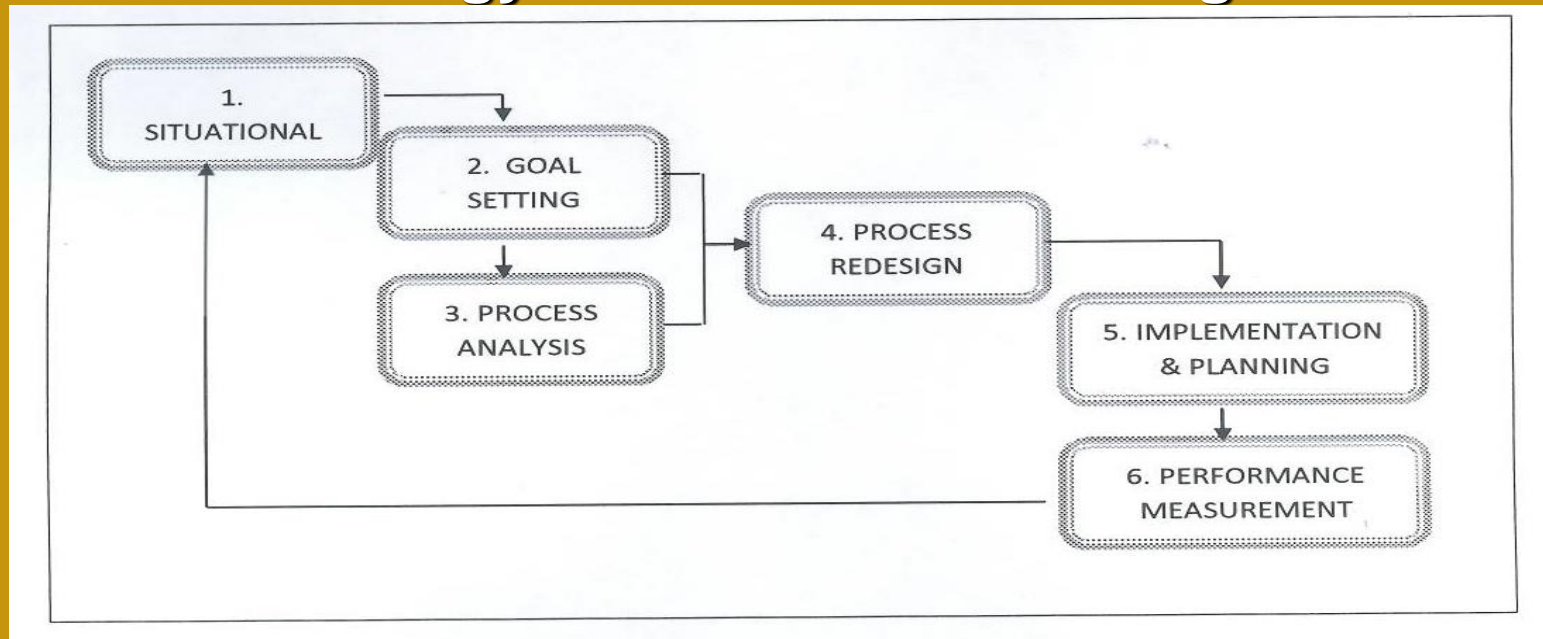 1.
SITUATIONAL
2. GOAL
SETTING
3. PROCESS
ANALYSIS
4. PROCESS
REDESIGN
5. IMPLEMENTATION
& PLANNING
6. PERFORMANCE
MEASUREMENT